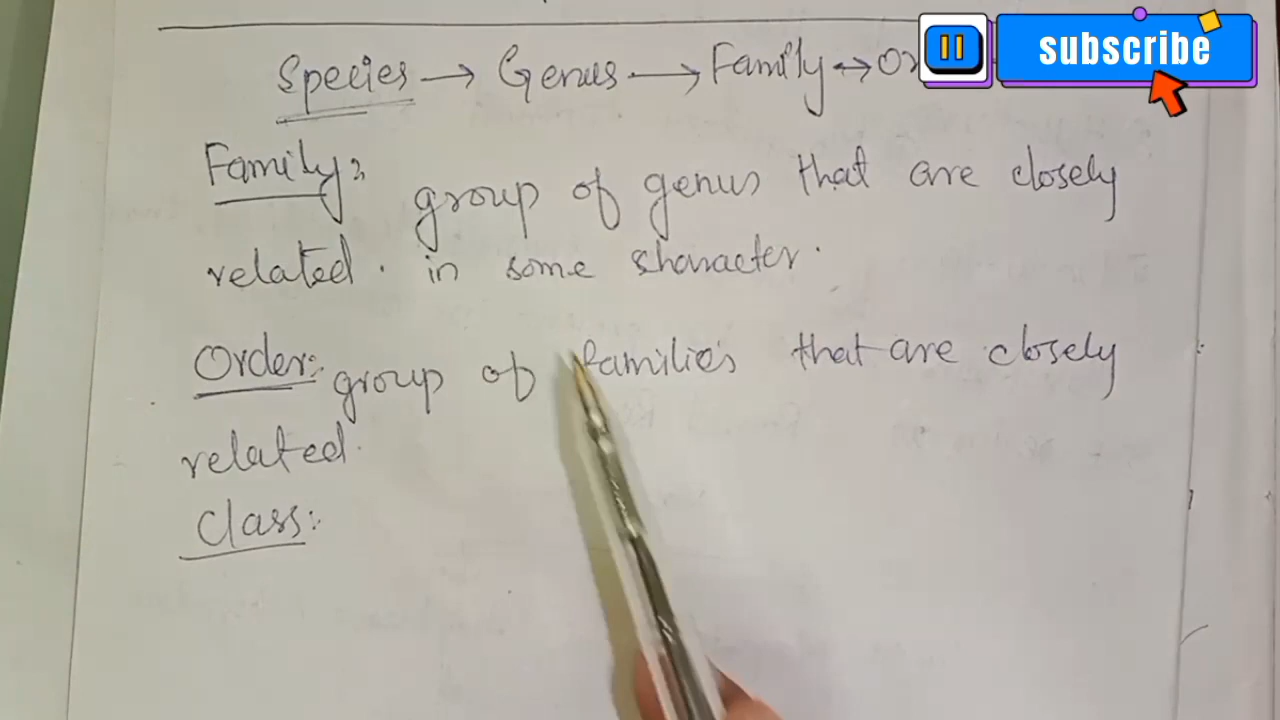 Species → Genus → Family → Or
subscribe
Family: group of genus that are closely
related. in some character.
Order: group of families that are closely
related.
Class: